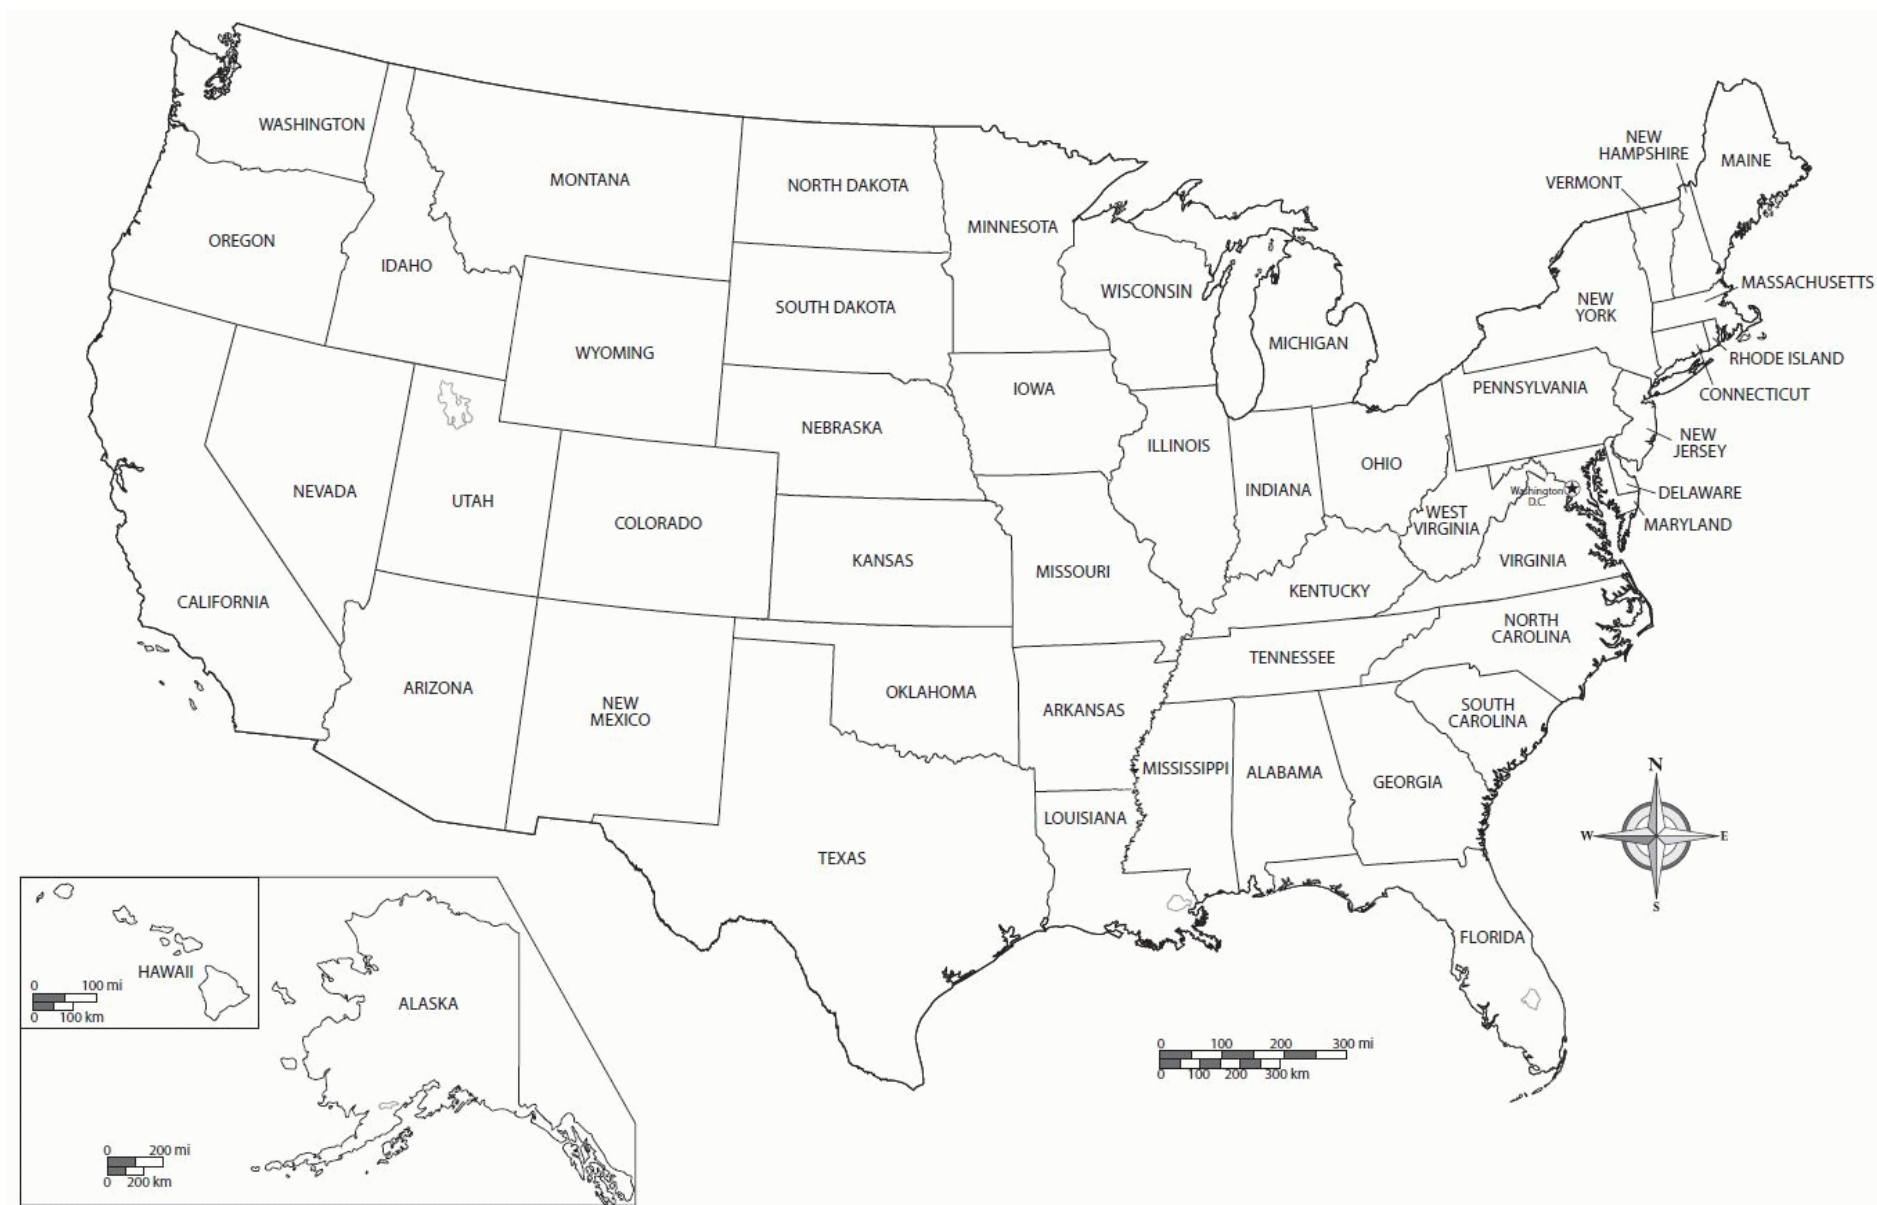 WASHINGTON
OREGON
IDAHO
MONTANA
NORTH DAKOTA
MINNESOTA
SOUTH DAKOTA
WYOMING
WISCONSIN
MICHIGAN
NEW
HAMPSHIRE
VERMONT
MAINE
NEW
YORK
MASSACHUSETTS
RHODE ISLAND
CONNECTICUT
PENNSYLVANIA
NEW
JERSEY
DELAWARE
MARYLAND
Washington
D.C.
NEVADA
UTAH
COLORADO
NEBRASKA
IOWA
ILLINOIS
INDIANA
OHIO
WEST
VIRGINIA
VIRGINIA
CALIFORNIA
KANSAS
MISSOURI
KENTUCKY
NORTH
CAROLINA
TENNESSEE
ARIZONA
NEW
MEXICO
OKLAHOMA
ARKANSAS
SOUTH
CAROLINA
MISSISSIPPI
ALABAMA
GEORGIA
LOUISIANA
TEXAS
FLORIDA
N
W
E
S
HAWAII
0 100 mi
0 100 km
ALASKA
0 200 mi
0 200 km
0 100 200 300 mi
0 100 200 300 km